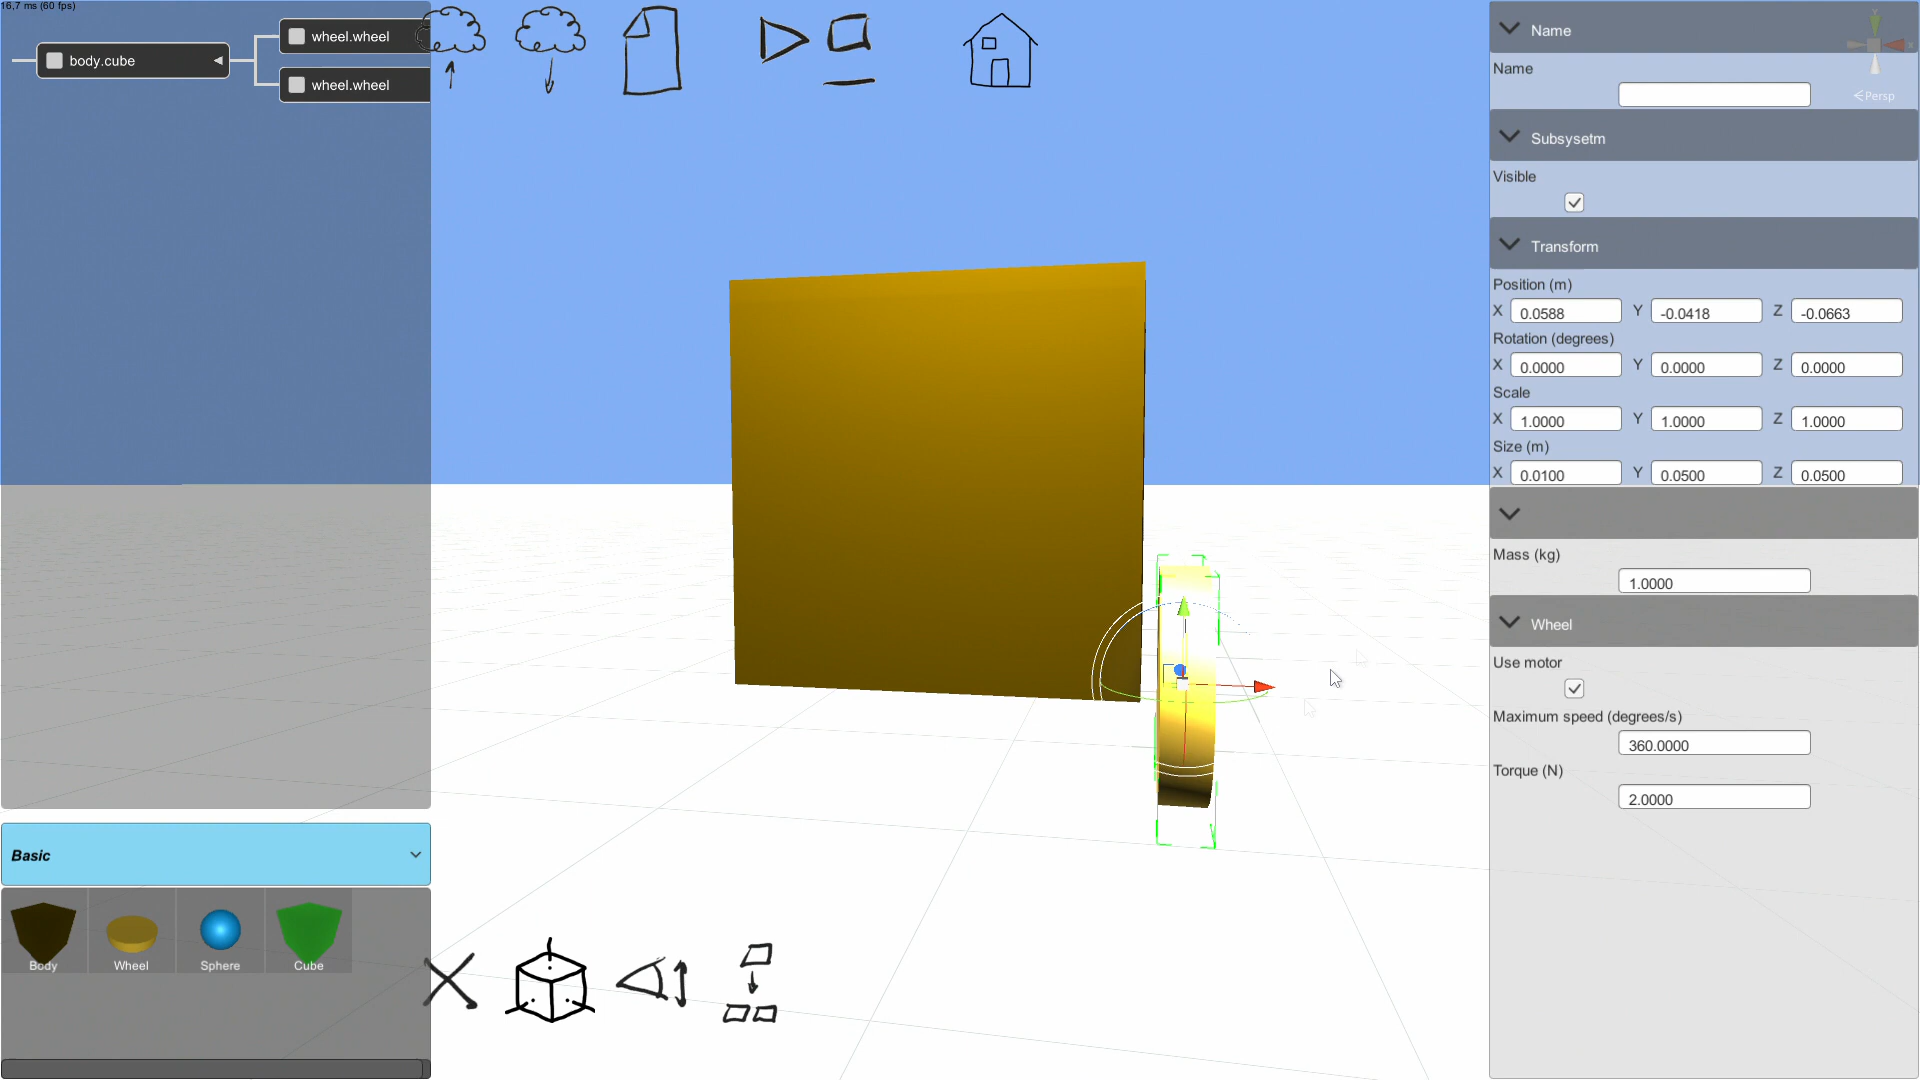 16,7 ms (60 fps)
body.cube
wheel.wheel
wheel.wheel
Basic
Body
Wheel
Sphere
Cube
Name
Name
Y
x
Persp
Subsysetm
Visible
Transform
Position (m)
X 0.0588 Y -0.0418 Z -0.0663
Rotation (degrees)
X 0.0000 Y 0.0000 Z 0.0000
Scale
X 1.0000 Y 1.0000 Z 1.0000
Size (m)
X 0.0100 Y 0.0500 Z 0.0500
Mass (kg)
1.0000
Wheel
Use motor
Maximum speed (degrees/s)
360.0000
Torque (N)
2.0000